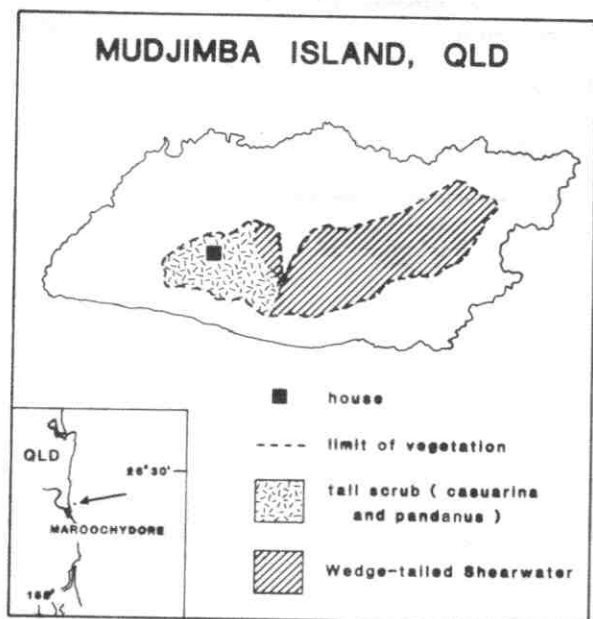 MUDJIMBA ISLAND, QLD
house
limit of vegetation
tall scrub ( casuarina
and pandanus )
Wedge-tailed Shearwater
QLD
26° 30'
MAROOCHYDORE